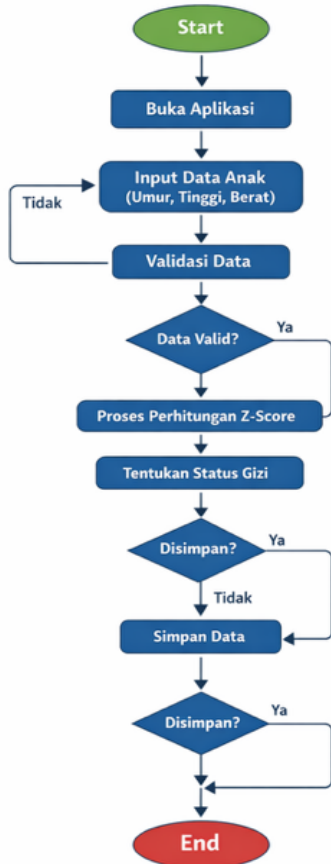 Start
Buka Aplikasi
Input Data Anak
(Umur, Tinggi, Berat)
Tidak
Validasi Data
Data Valid?
Ya
Proses Perhitungan Z-Score
Tentukan Status Gizi
Disimpan?
Ya
Tidak
Simpan Data
Disimpan?
Ya
End